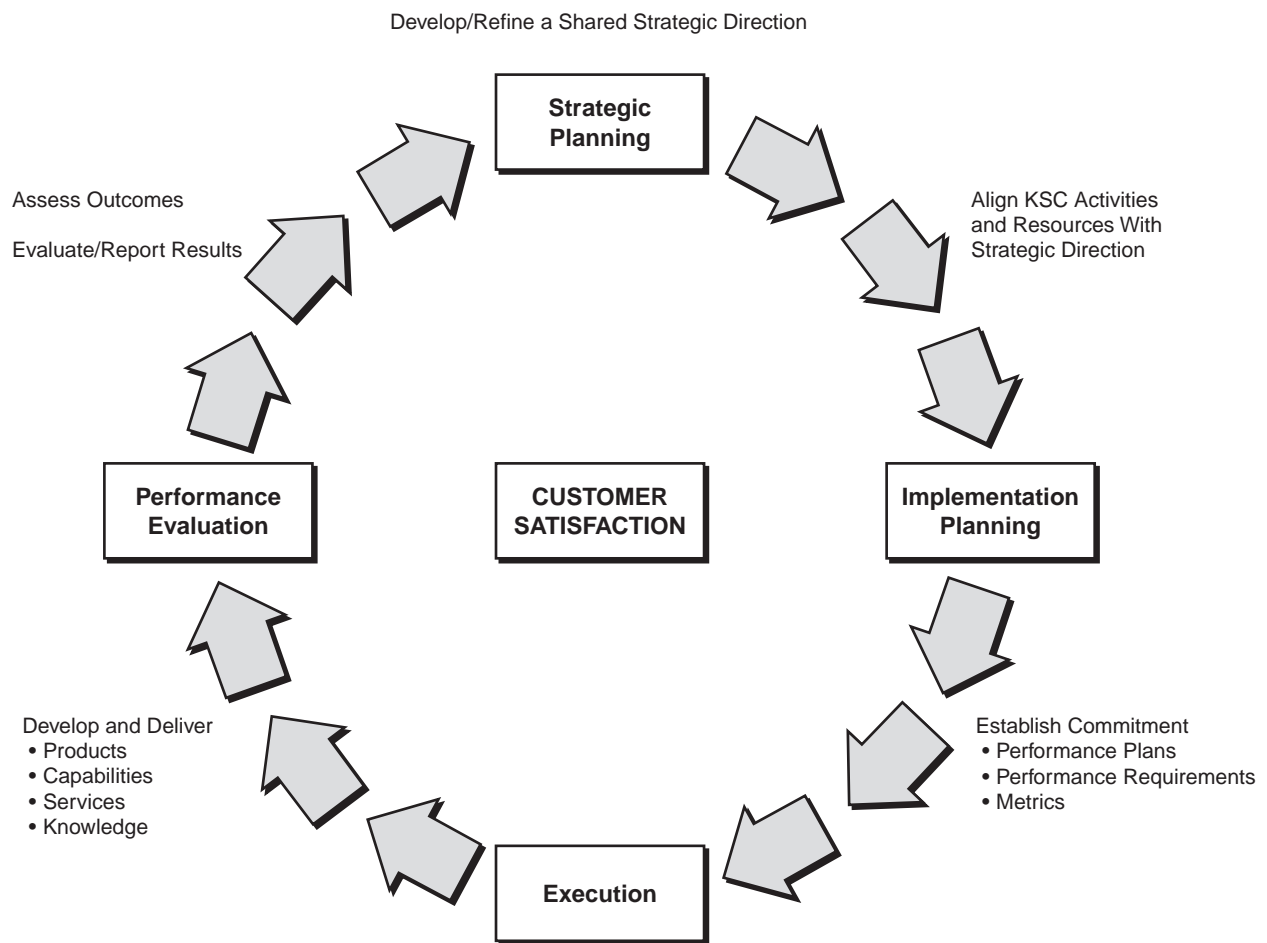 Develop/Refine a Shared Strategic Direction
Strategic
Planning
Align KSC Activities
and Resources With
Strategic Direction
Implementation
Planning
Establish Commitment
• Performance Plans
• Performance Requirements
• Metrics
Execution
Develop and Deliver
• Products
• Capabilities
• Services
• Knowledge
Performance
Evaluation
Assess Outcomes
Evaluate/Report Results
CUSTOMER
SATISFACTION